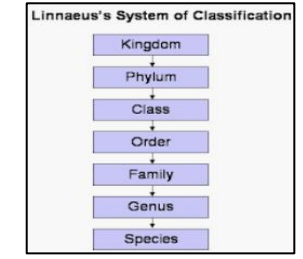 Linnaeus's System of Classification
Kingdom
Phylum
Class
Order
Family
Genus
Species